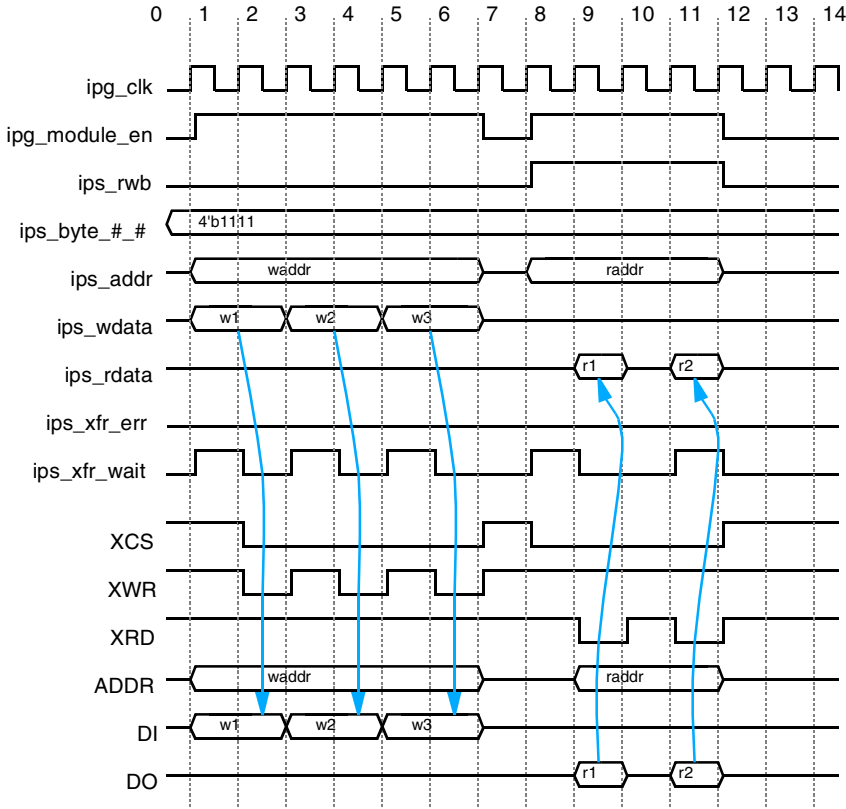 0 1 2 3 4 5 6 7 8 9 10 11 12 13 14
ipg_clk
ipg_module_en
ips_rwb
ips_byte_#_# 4'b1111
ips_addr waddr raddr
ips_wdata w1 w2 w3
ips_rdata r1 r2
ips_xfr_err
ips_xfr_wait
XCS
XWR
XRD
ADDR waddr raddr
DI w1 w2 w3
DO r1 r2